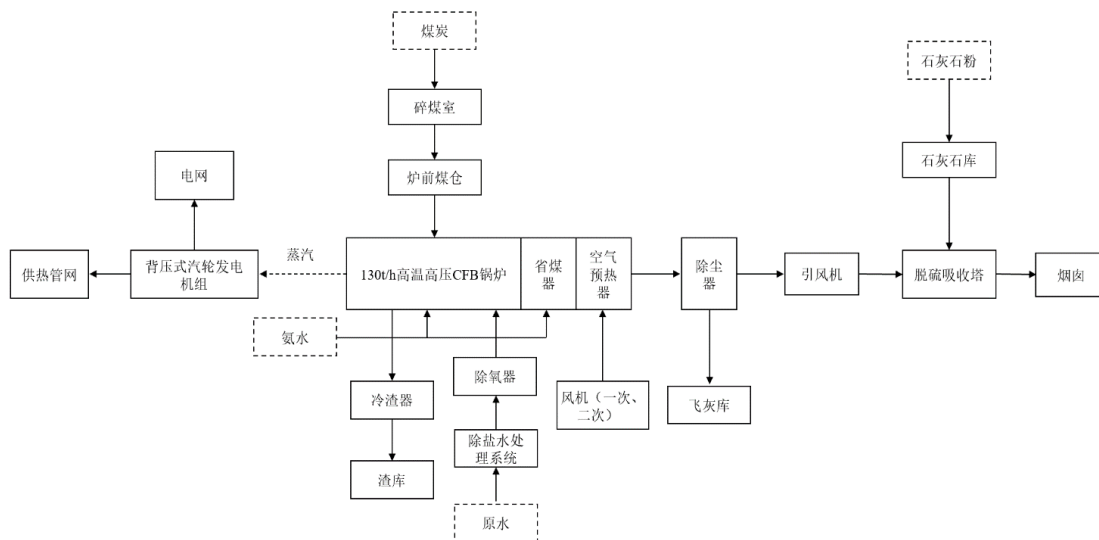 煤炭
石灰石粉
碎煤室
石灰石库
电网
炉前煤仓
蒸汽
供热管网
背压式汽轮发电
机组
130t/h高温高压CFB锅炉
省煤
器
空气
预热
器
除尘
器
引风机
脱硫吸收塔
烟囱
氨水
冷渣器
除氧器
风机（一次、
二次）
飞灰库
除盐水处
理系统
渣库
原水